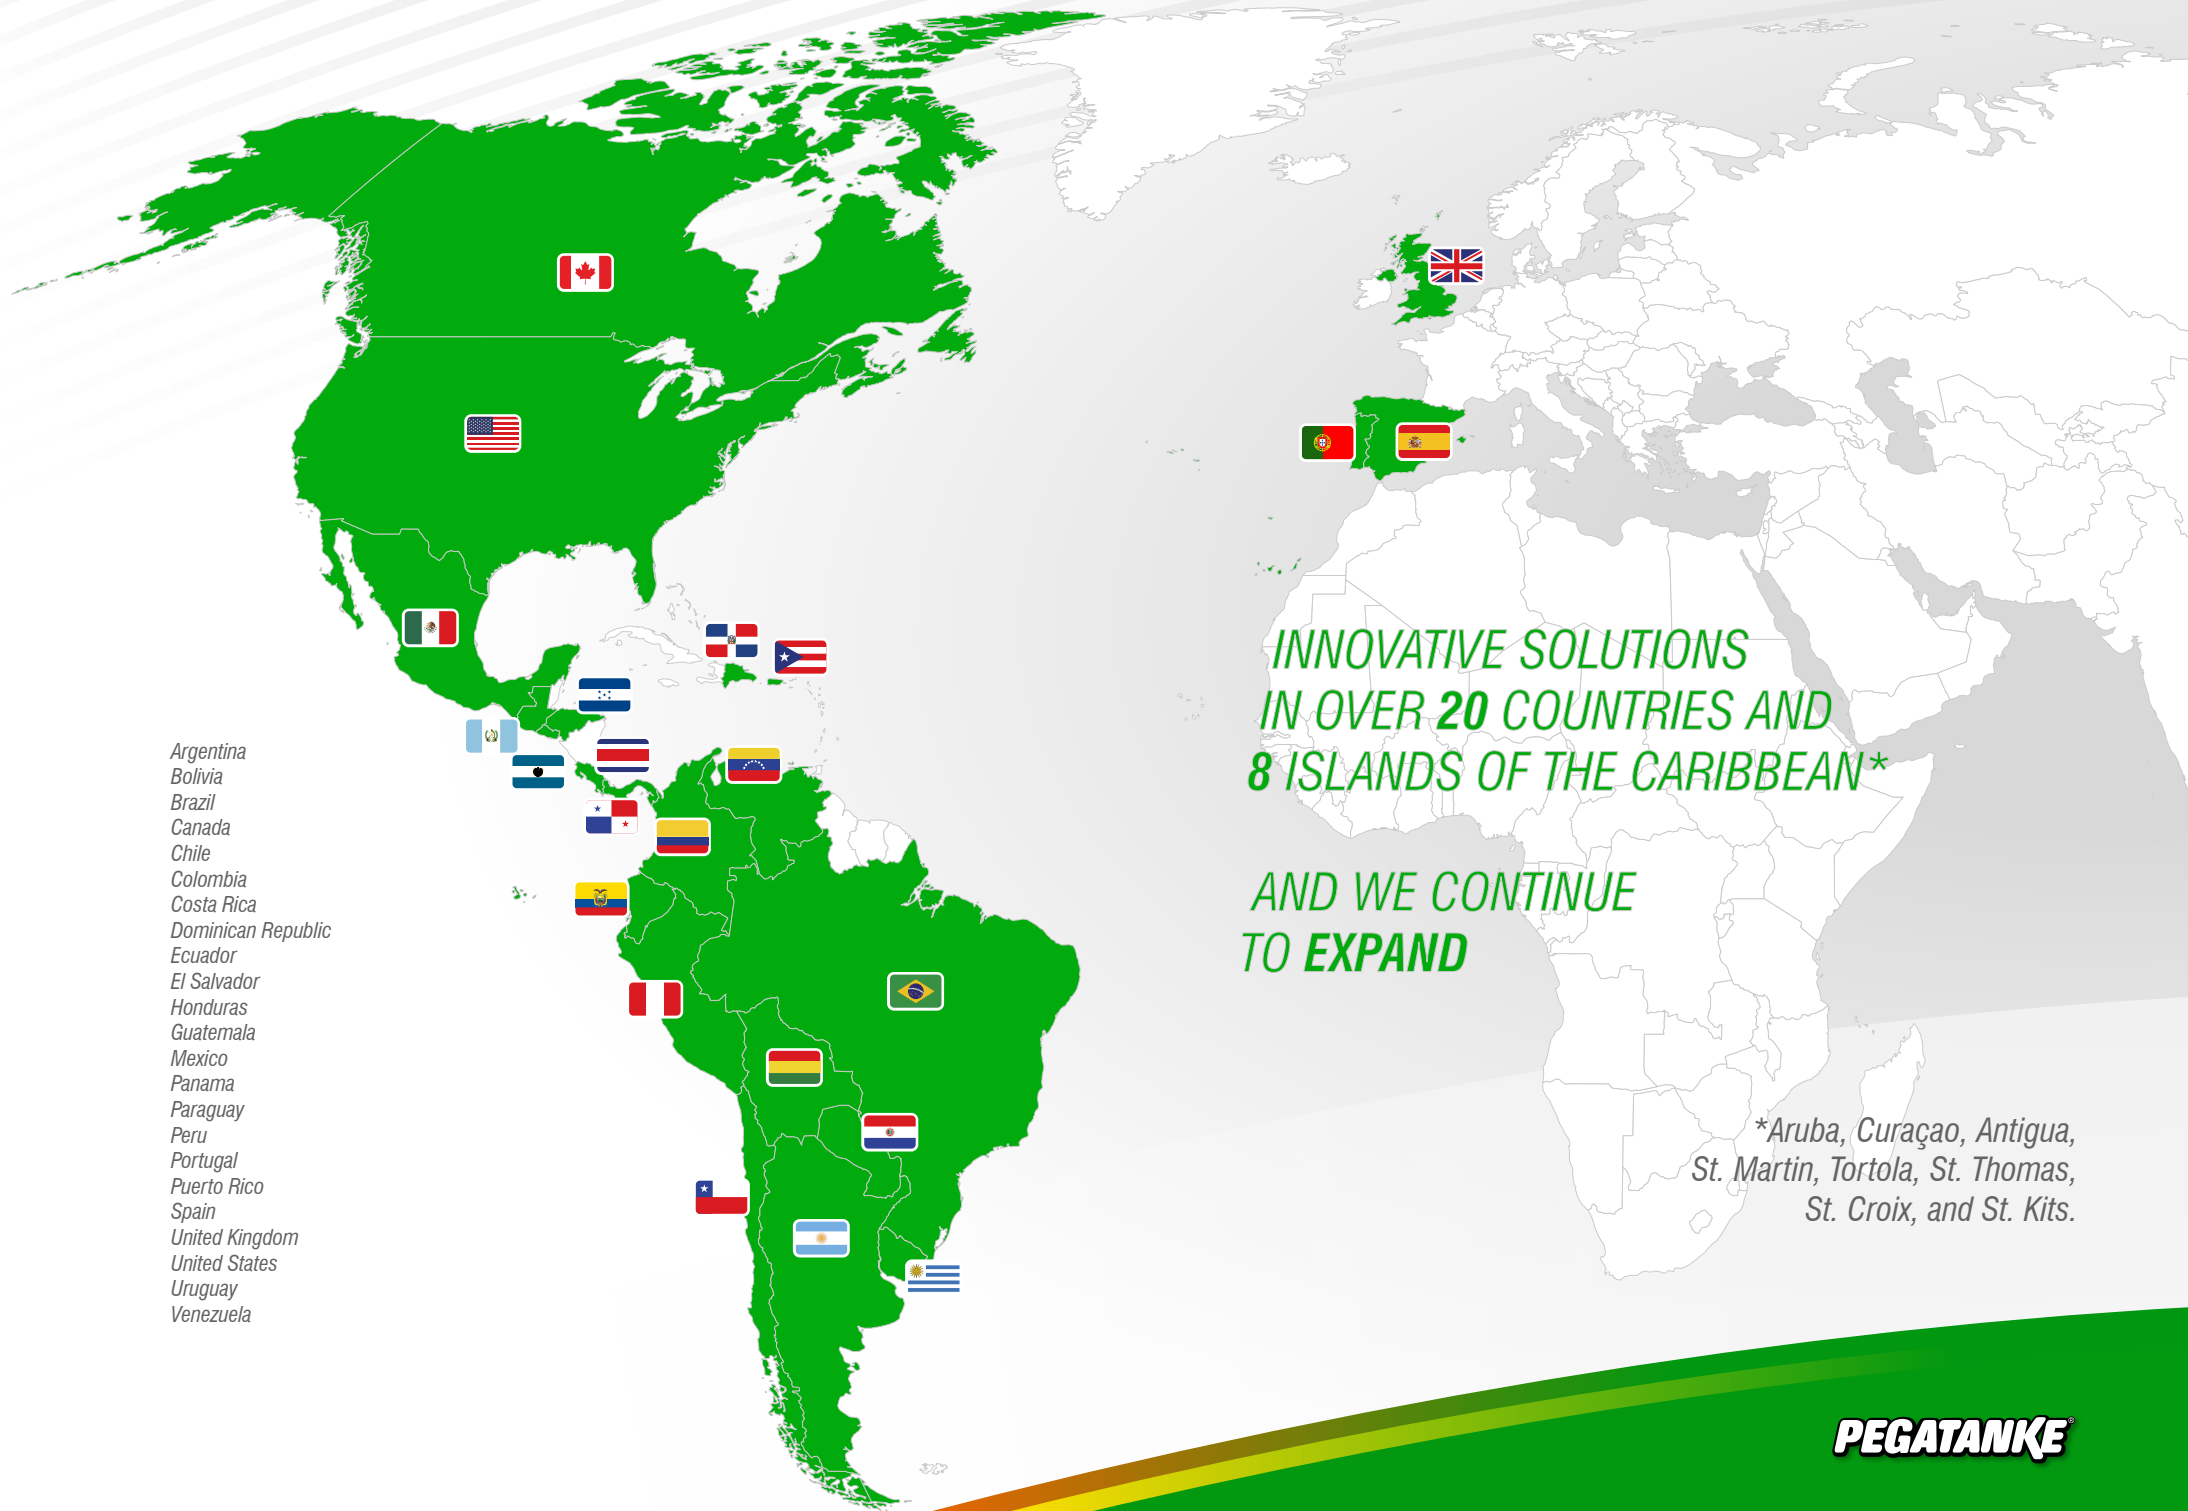 INNOVATIVE SOLUTIONS
IN OVER 20 COUNTRIES AND
8 ISLANDS OF THE CARIBBEAN*
AND WE CONTINUE
TO EXPAND
Argentina
Bolivia
Brazil
Canada
Chile
Colombia
Costa Rica
Dominican Republic
Ecuador
El Salvador
Honduras
Guatemala
Mexico
Panama
Paraguay
Peru
Portugal
Puerto Rico
Spain
United Kingdom
United States
Uruguay
Venezuela
*Aruba, Curaçao, Antigua,
St. Martin, Tortola, St. Thomas,
St. Croix, and St. Kits.
PEGATANKE®